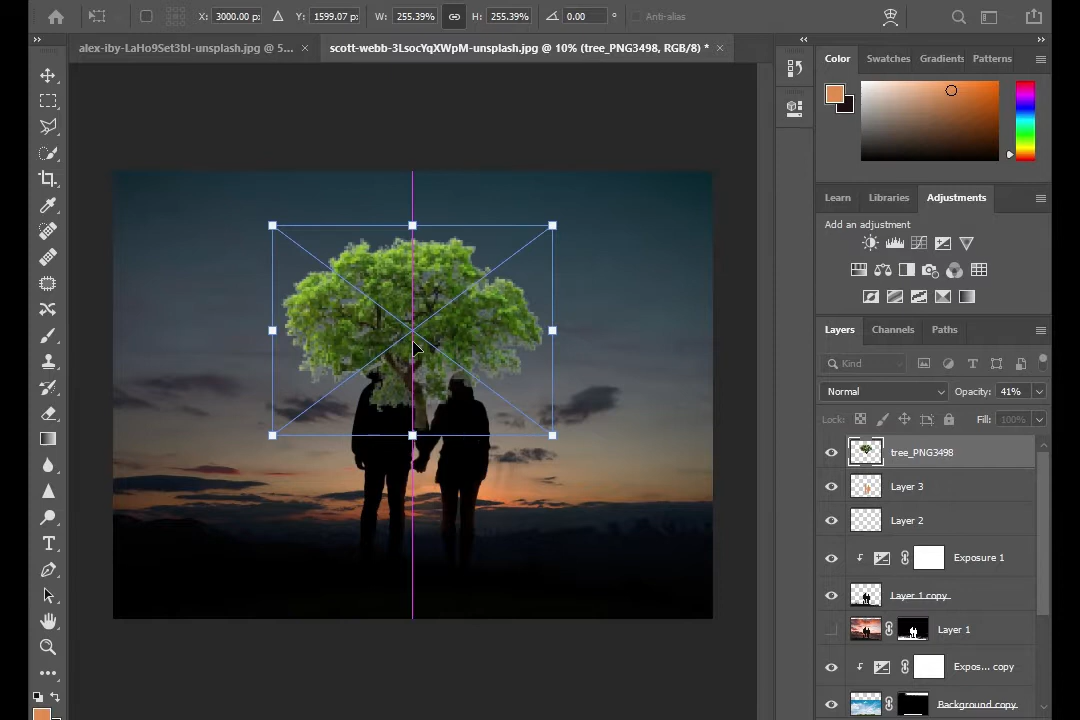 X: 3000.00 p: Y: 1599.07 p: W: 255.39% H: 255.39% 0.00 ° Anti-alias
alex-iby-LaHo9Set3bI-unsplash.jpg @ 5... × scott-webb-3LsocYqXWpM-unsplash.jpg @ 10% (tree_PNG3498, RGB/8) * ×
Color Swatches Gradients Patterns
Learn Libraries Adjustments
Add an adjustment
Layers Channels Paths
Kind
Normal Opacity: 41%
Lock: Fill: 100%
tree_PNG3498
Layer 3
Layer 2
Exposure 1
Layer 1 copy
Layer 1
Expos... copy
Background copy